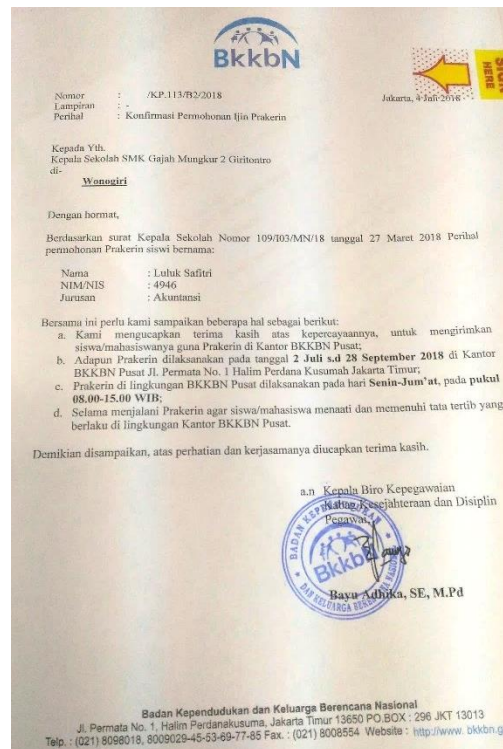 BkkbN
SIGN
HERE
Nomor : /KP.113/B2/2018 Jakarta, 4 Juli 2018
Lampiran : -
Perihal : Konfirmasi Permohonan Ijin Prakerin
Kepada Yth.
Kepala Sekolah SMK Gajah Mungkur 2 Giritontro
di-
Wonogiri
Dengan hormat,
Berdasarkan surat Kepala Sekolah Nomor 109/I03/MN/18 tanggal 27 Maret 2018 Perihal
permohonan Prakerin siswi bernama:
Nama : Luluk Safitri
NIM/NIS : 4946
Jurusan : Akuntansi
Bersama ini perlu kami sampaikan beberapa hal sebagai berikut:
a. Kami mengucapkan terima kasih atas kepercayaannya, untuk mengirimkan
siswa/mahasiswanya guna Prakerin di Kantor BKKBN Pusat;
b. Adapun Prakerin dilaksanakan pada tanggal 2 Juli s.d 28 September 2018 di Kantor
BKKBN Pusat Jl. Permata No. 1 Halim Perdana Kusumah Jakarta Timur;
c. Prakerin di lingkungan BKKBN Pusat dilaksanakan pada hari Senin-Jum'at, pada pukul
08.00-15.00 WIB;
d. Selama menjalani Prakerin agar siswa/mahasiswa menaati dan memenuhi tata tertib yang
berlaku di lingkungan Kantor BKKBN Pusat.
Demikian disampaikan, atas perhatian dan kerjasamanya diucapkan terima kasih.
a.n Kepala Biro Kepegawaian
Kabag Kesejahteraan dan Disiplin
Pegawai,
BADAN KEPENDUDUKAN
BkkbN
DAN KELUARGA BERENCANA NASIONAL
Bayu Adhika, SE, M.Pd
Badan Kependudukan dan Keluarga Berencana Nasional
Jl. Permata No. 1, Halim Perdanakusuma, Jakarta Timur 13650 PO.BOX : 296 JKT 13013
Telp. : (021) 8098018, 8009029-45-53-69-77-85 Fax. : (021) 8008554 Website : http://www. bkkbn.g